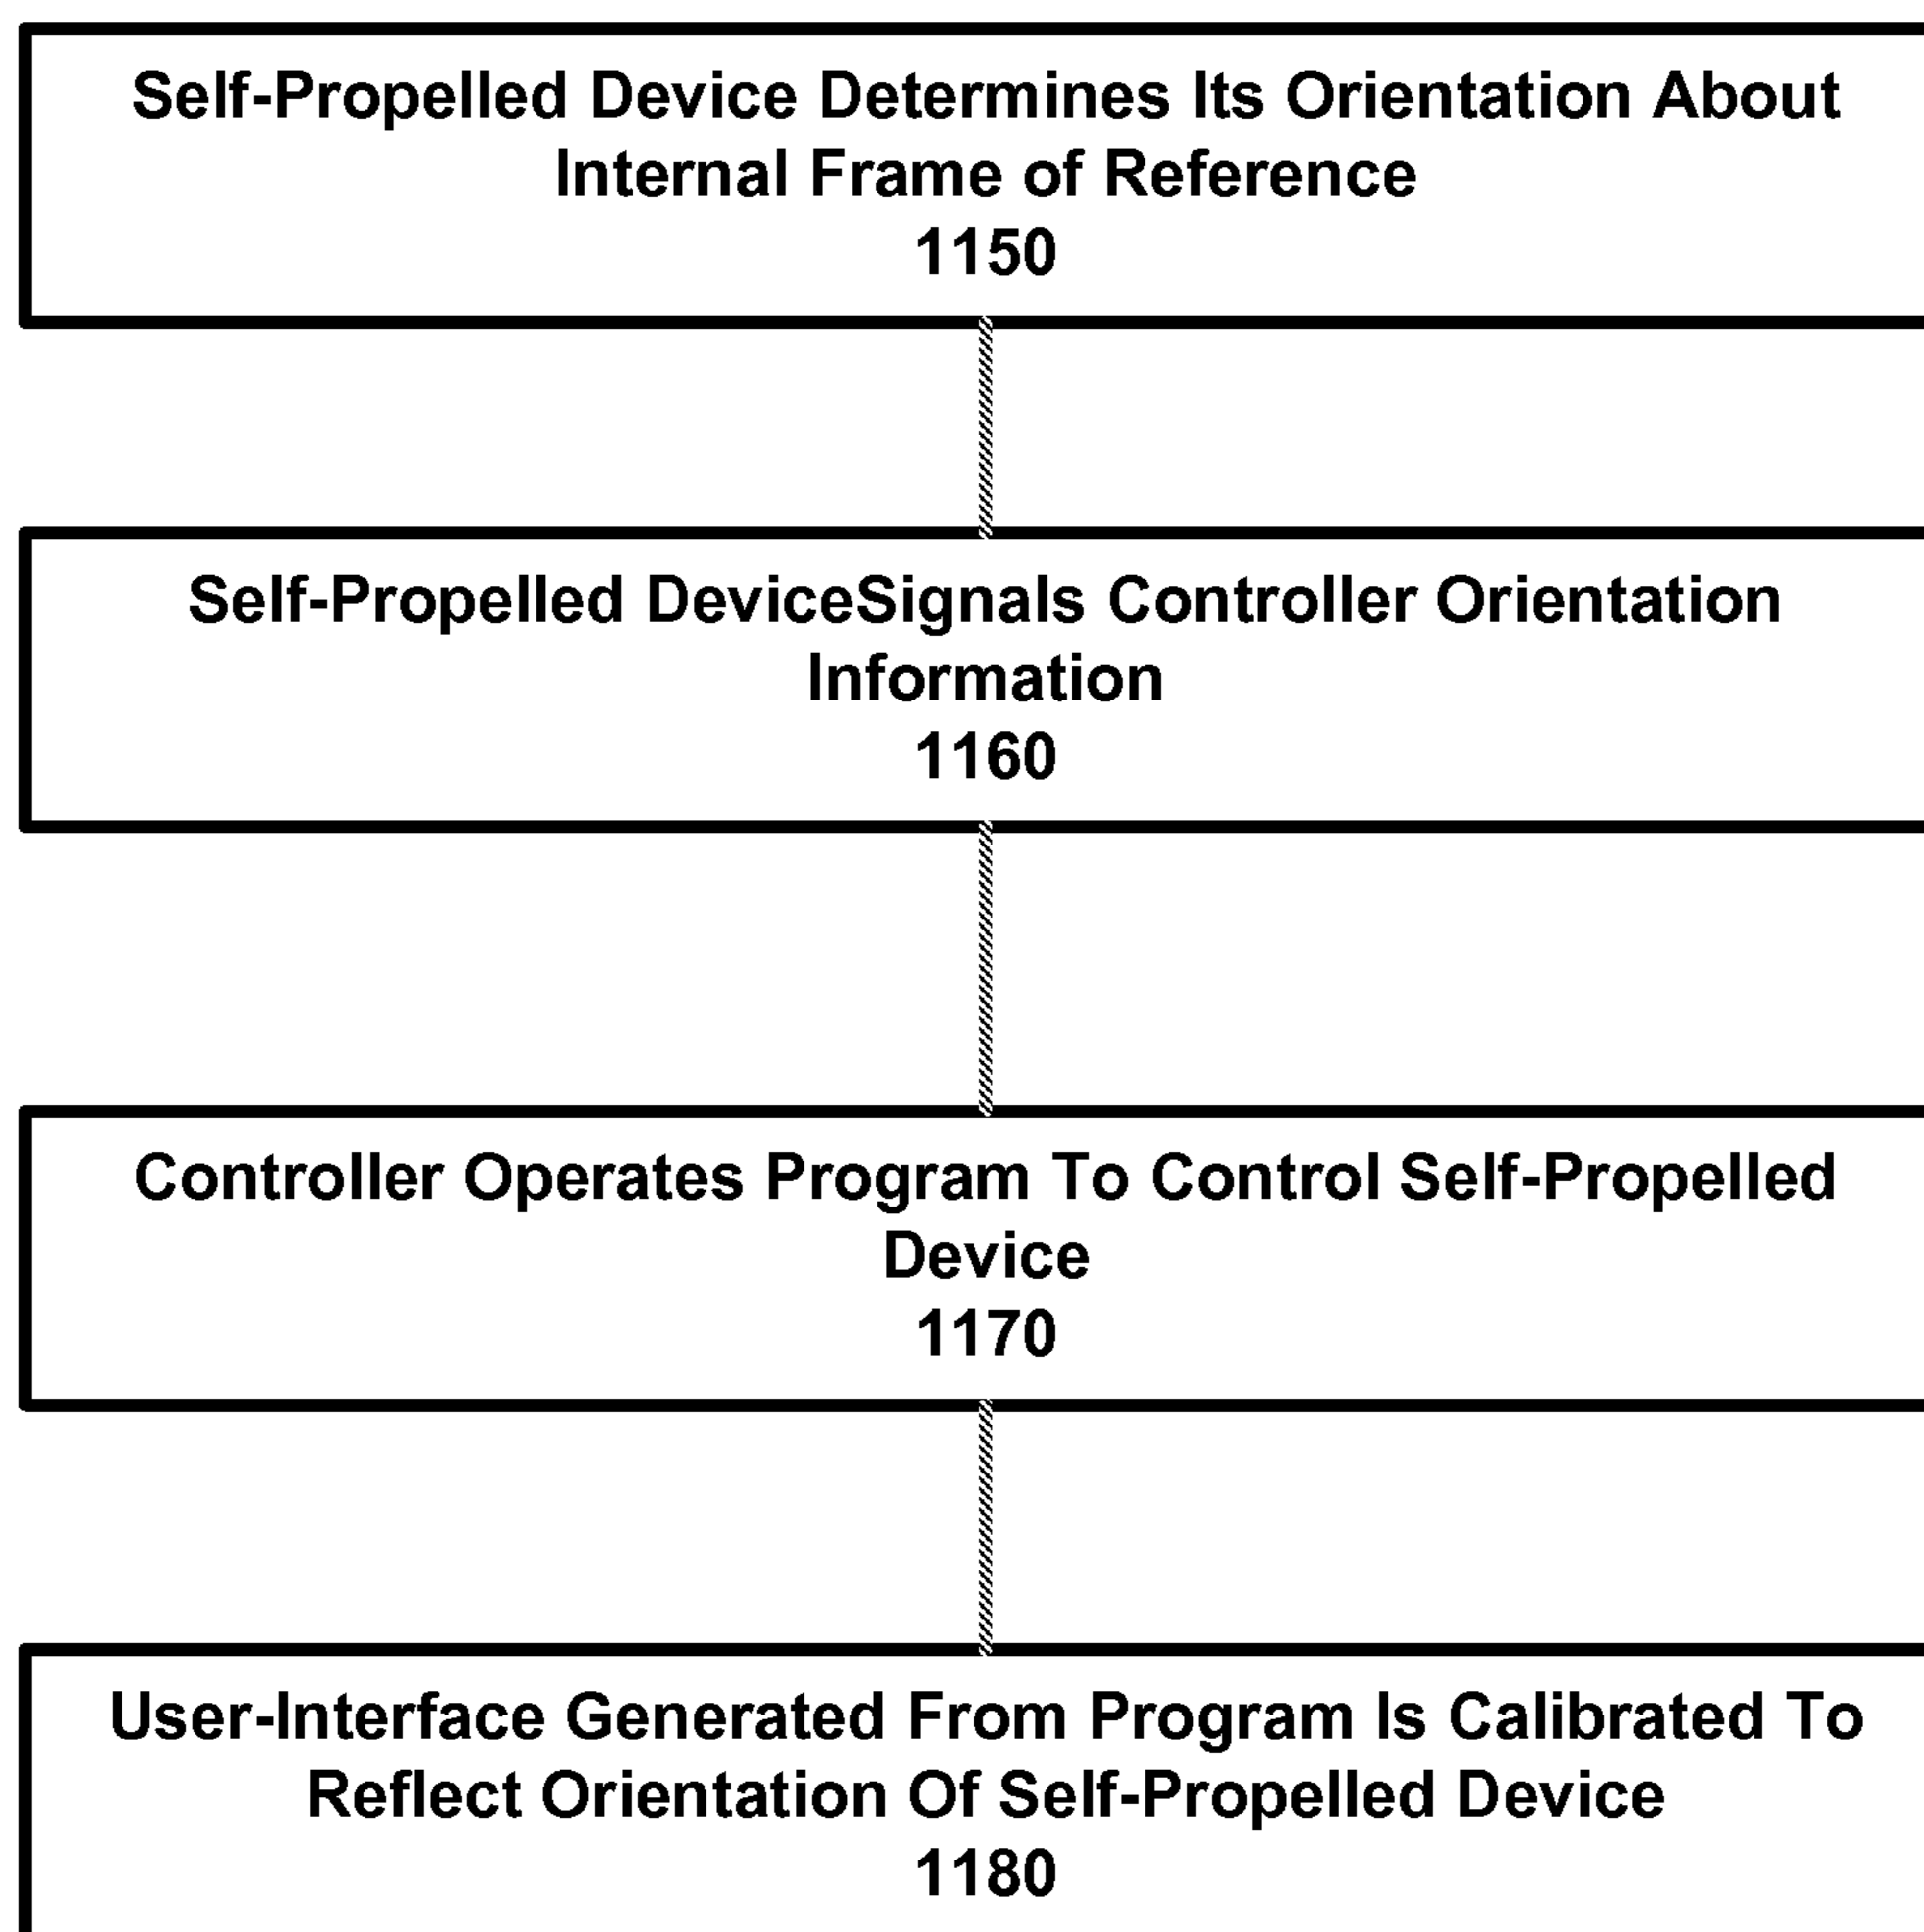 Self-Propelled Device Determines Its Orientation About
Internal Frame of Reference
1150
Self-Propelled DeviceSignals Controller Orientation
Information
1160
Controller Operates Program To Control Self-Propelled
Device
1170
User-Interface Generated From Program Is Calibrated To
Reflect Orientation Of Self-Propelled Device
1180